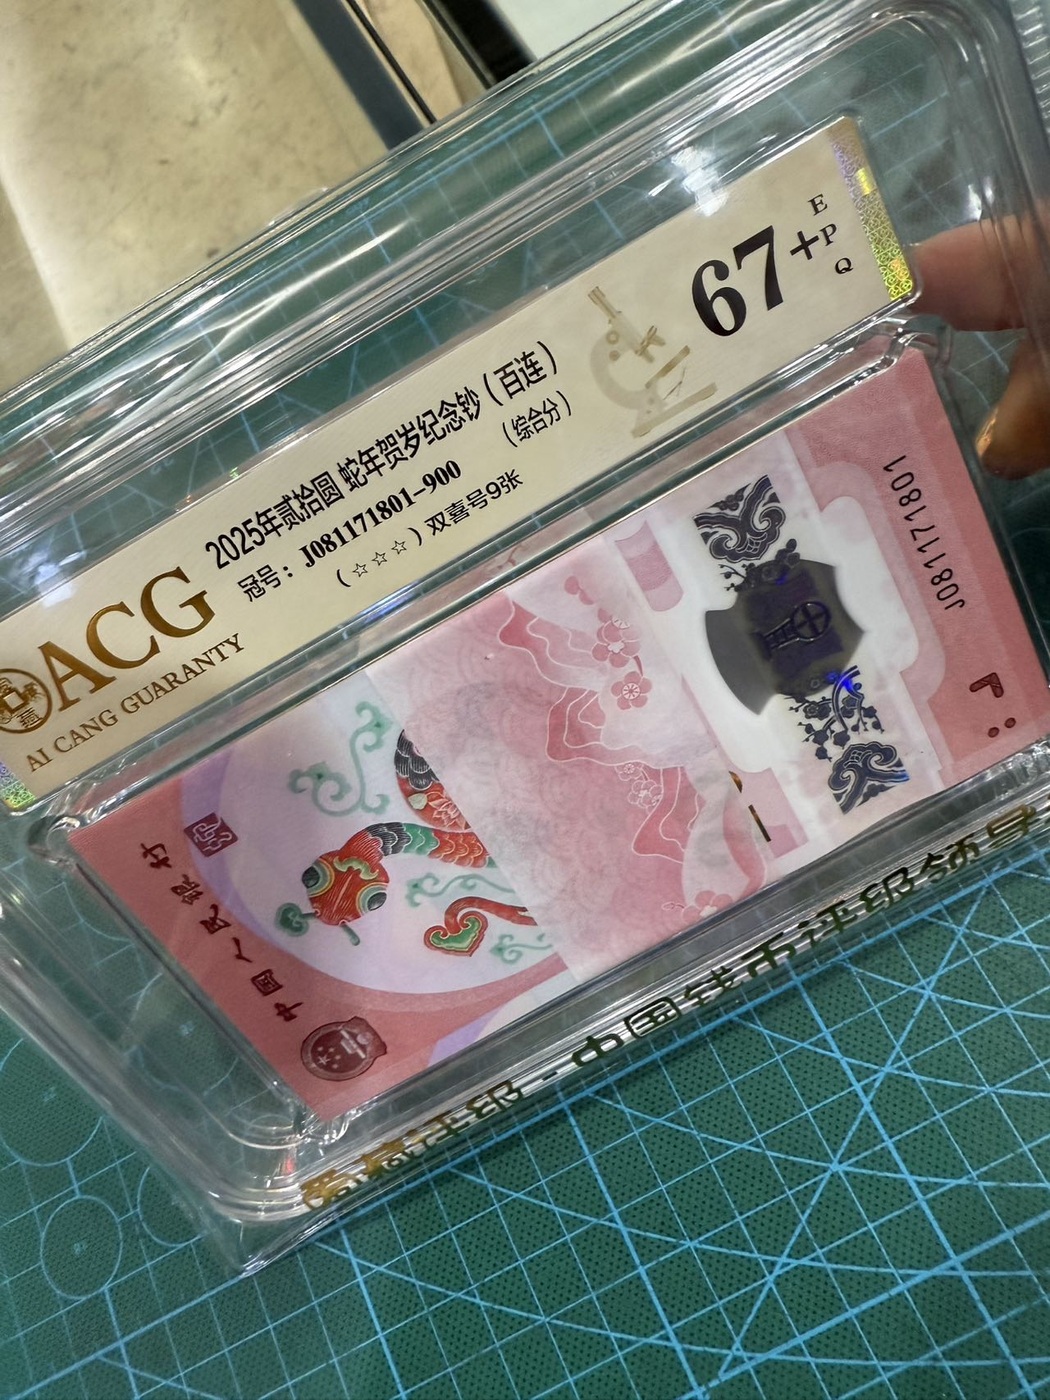 ACG
AI CANG GUARANTY
2025年贰拾圆 蛇年贺岁纪念钞（百连）
冠号：J081171801-900
（综合分）
（☆☆☆）双喜号9张
67+
EPQ
中国人民银行
迎
J081171801
中国钱币评级领导